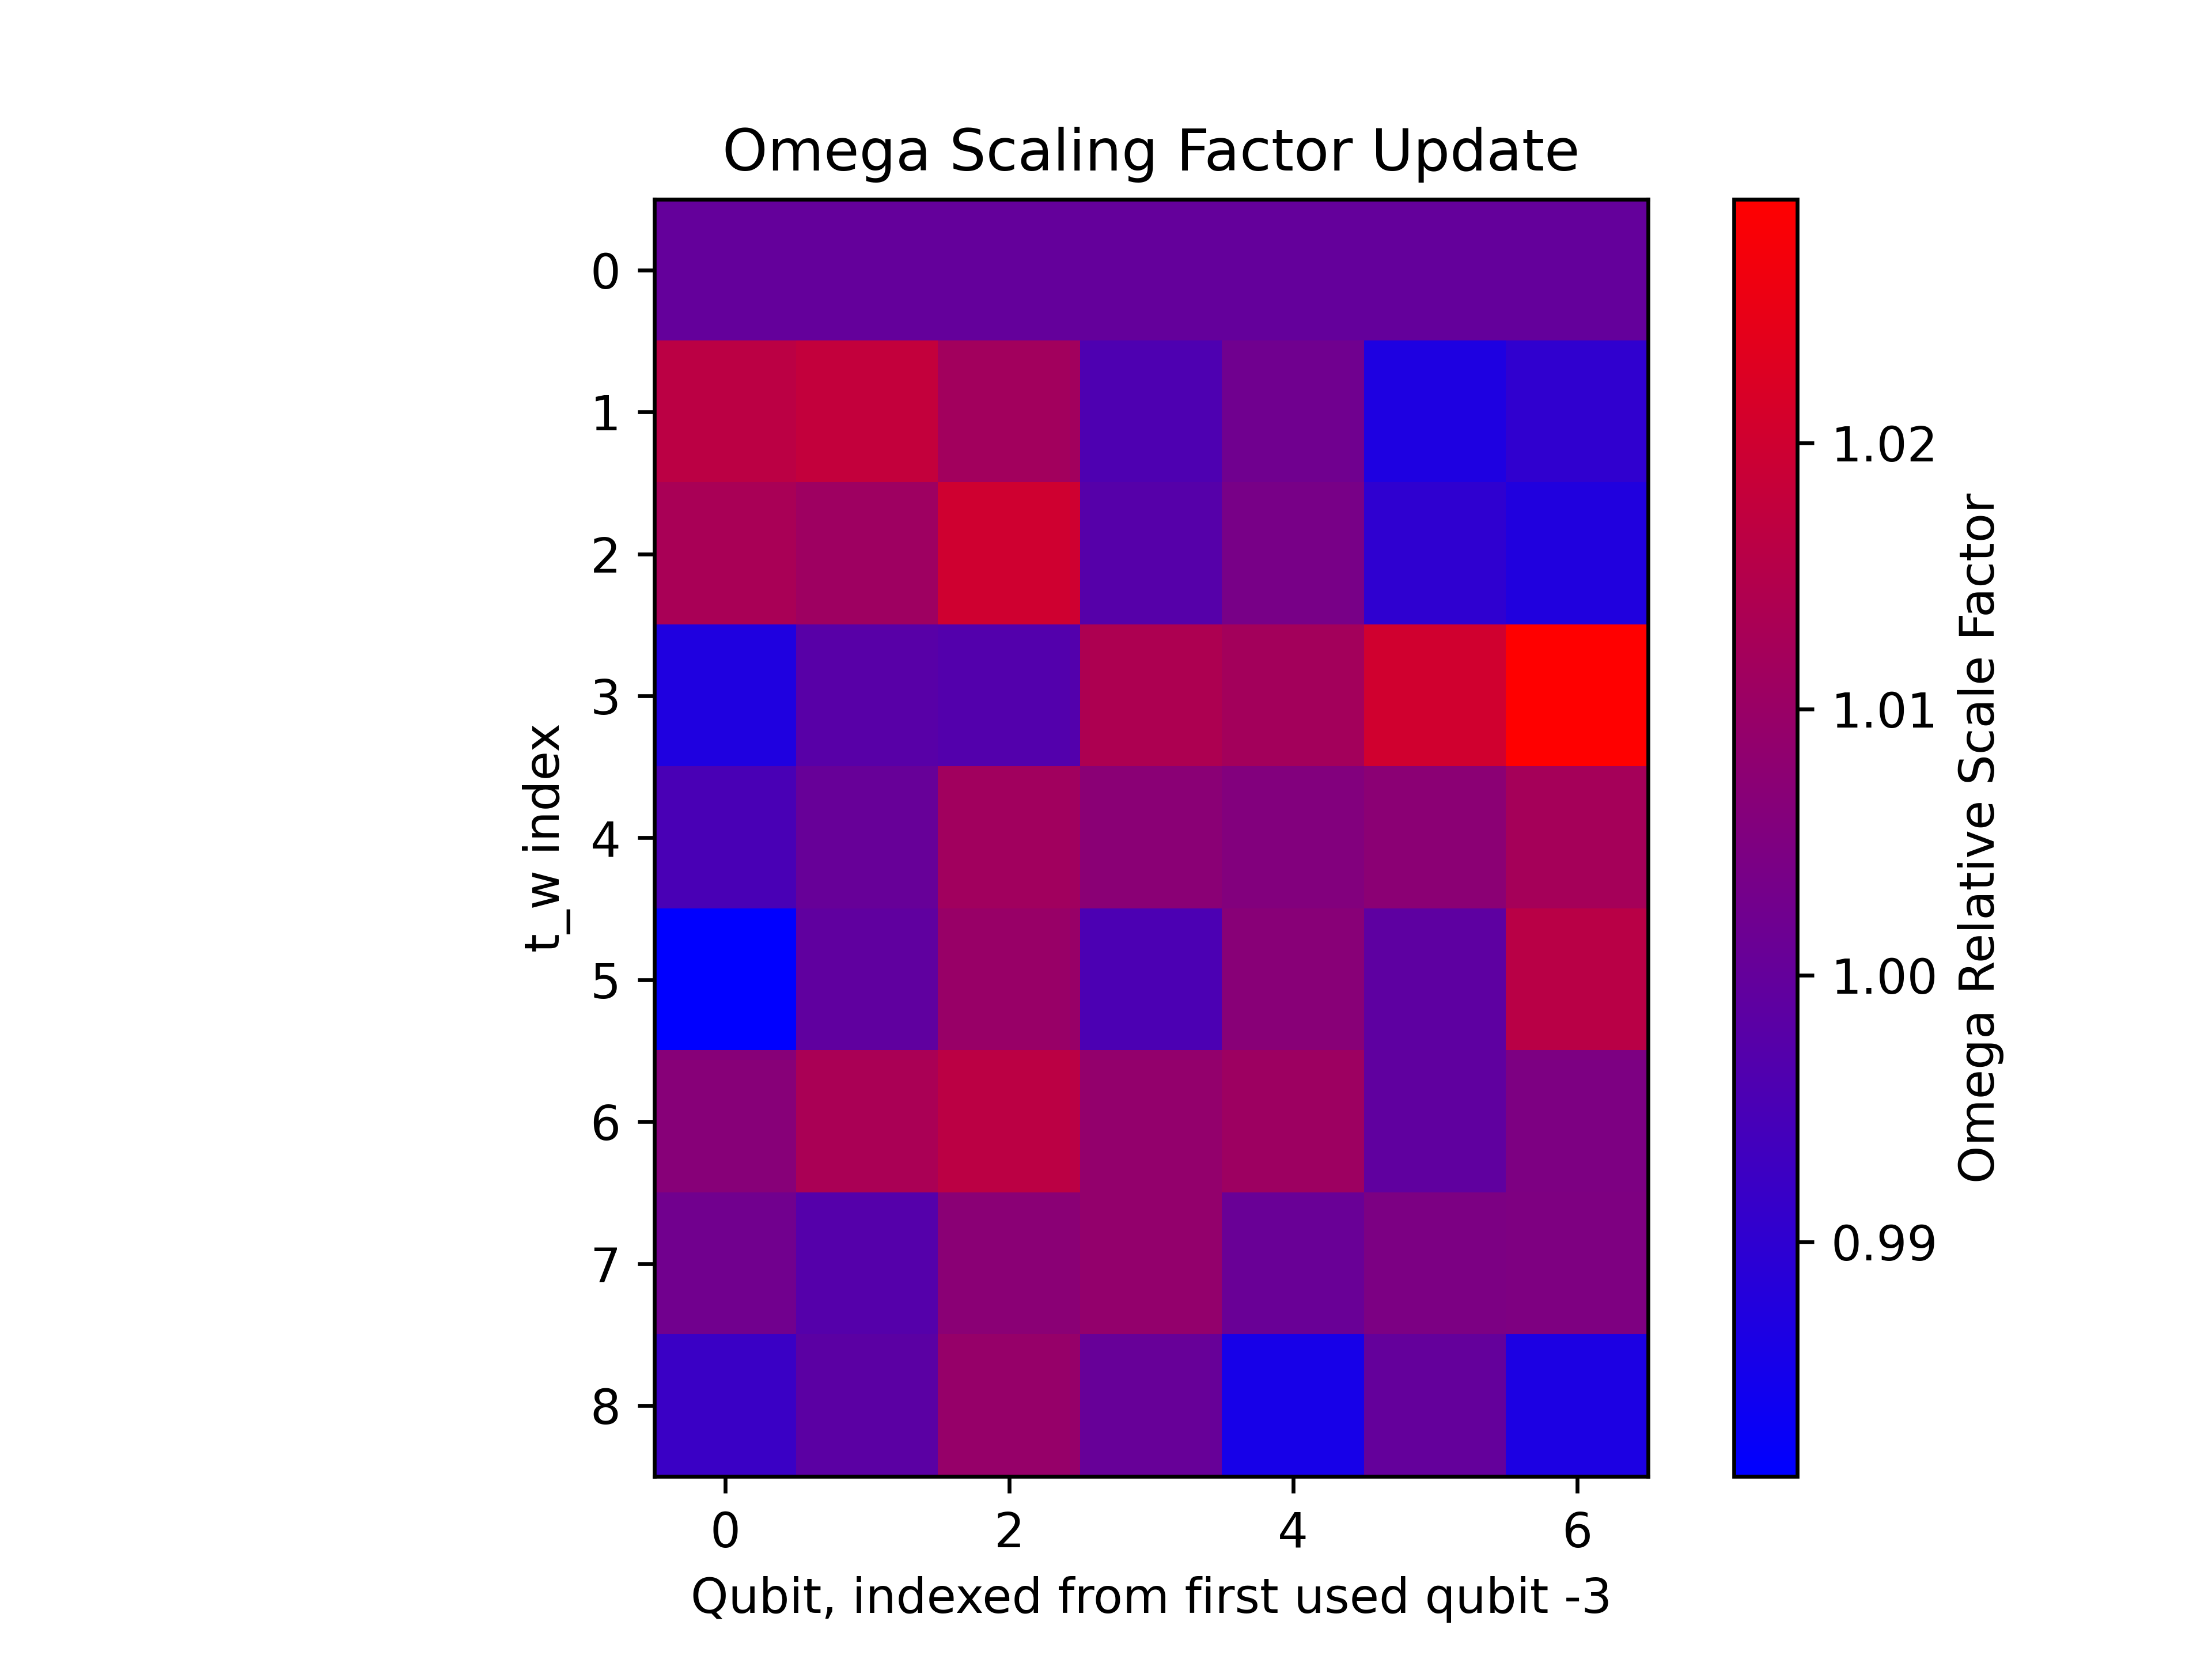 Omega Scaling Factor Update
t_w index
0
1
2
3
4
5
6
7
8
0 2 4 6
Qubit, indexed from first used qubit -3
1.02
1.01
1.00
0.99
Omega Relative Scale Factor